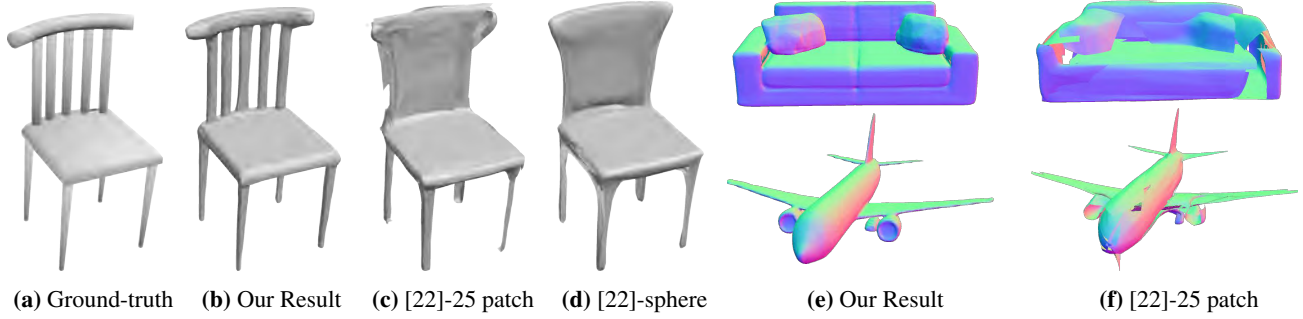 (a) Ground-truth (b) Our Result (c) [22]-25 patch (d) [22]-sphere (e) Our Result (f) [22]-25 patch